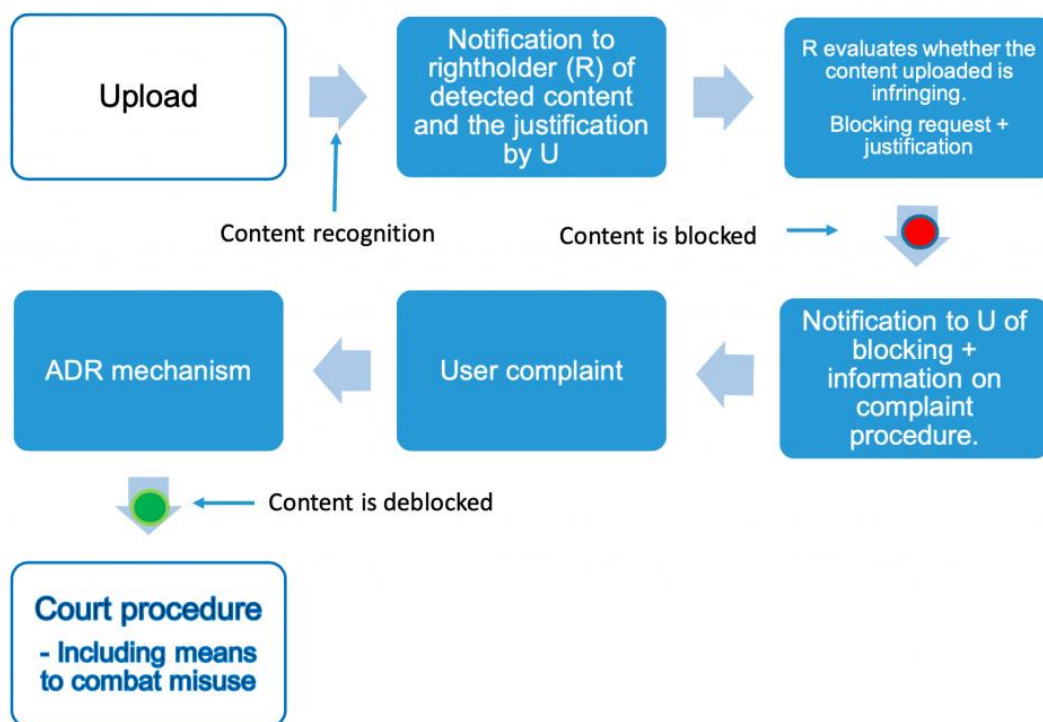 Upload
Notification to
rightholder (R) of
detected content
and the justification
by U
R evaluates whether the
content uploaded is
infringing.
Blocking request +
justification
Content recognition
Content is blocked
ADR mechanism
User complaint
Notification to U of
blocking +
information on
complaint
procedure.
Content is deblocked
Court procedure
- Including means
to combat misuse